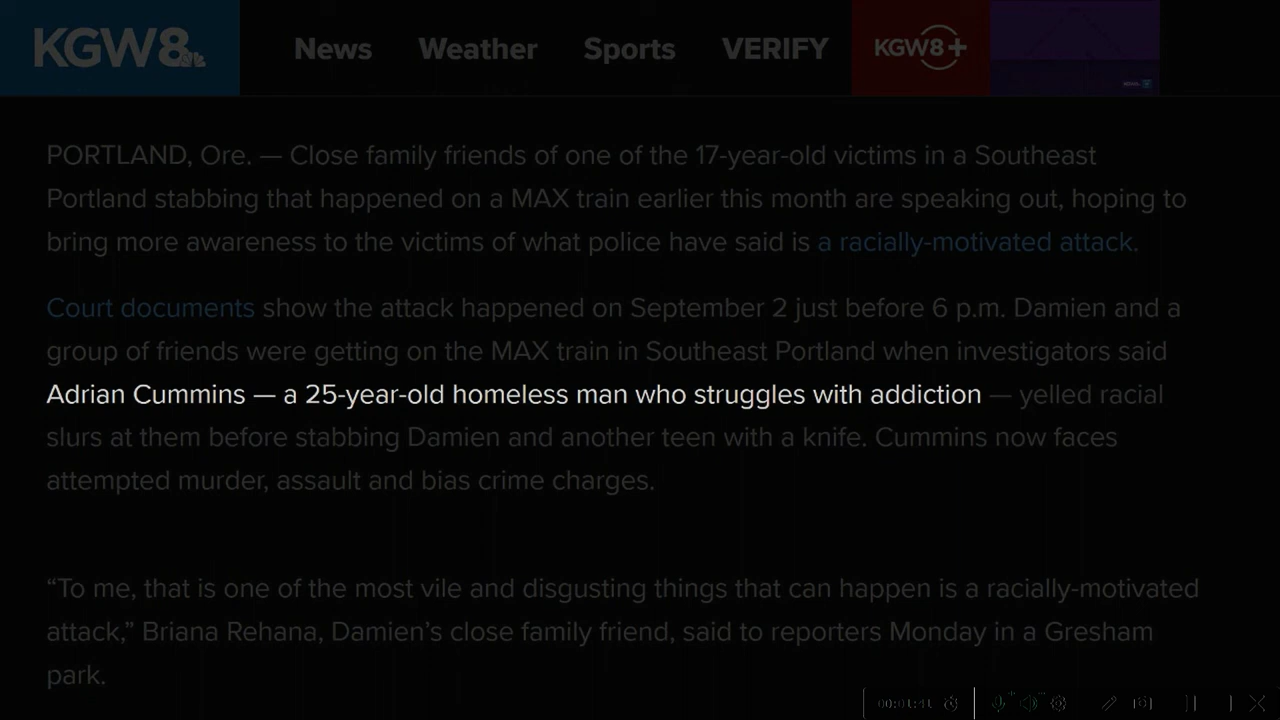 KGW8
News Weather Sports VERIFY KGW8+
PORTLAND, Ore. — Close family friends of one of the 17-year-old victims in a Southeast
Portland stabbing that happened on a MAX train earlier this month are speaking out, hoping to
bring more awareness to the victims of what police have said is a racially-motivated attack.
Court documents show the attack happened on September 2 just before 6 p.m. Damien and a
group of friends were getting on the MAX train in Southeast Portland when investigators said
Adrian Cummins — a 25-year-old homeless man who struggles with addiction — yelled racial
slurs at them before stabbing Damien and another teen with a knife. Cummins now faces
attempted murder, assault and bias crime charges.
“To me, that is one of the most vile and disgusting things that can happen is a racially-motivated
attack,” Briana Rehana, Damien’s close family friend, said to reporters Monday in a Gresham
park.
00:01:41